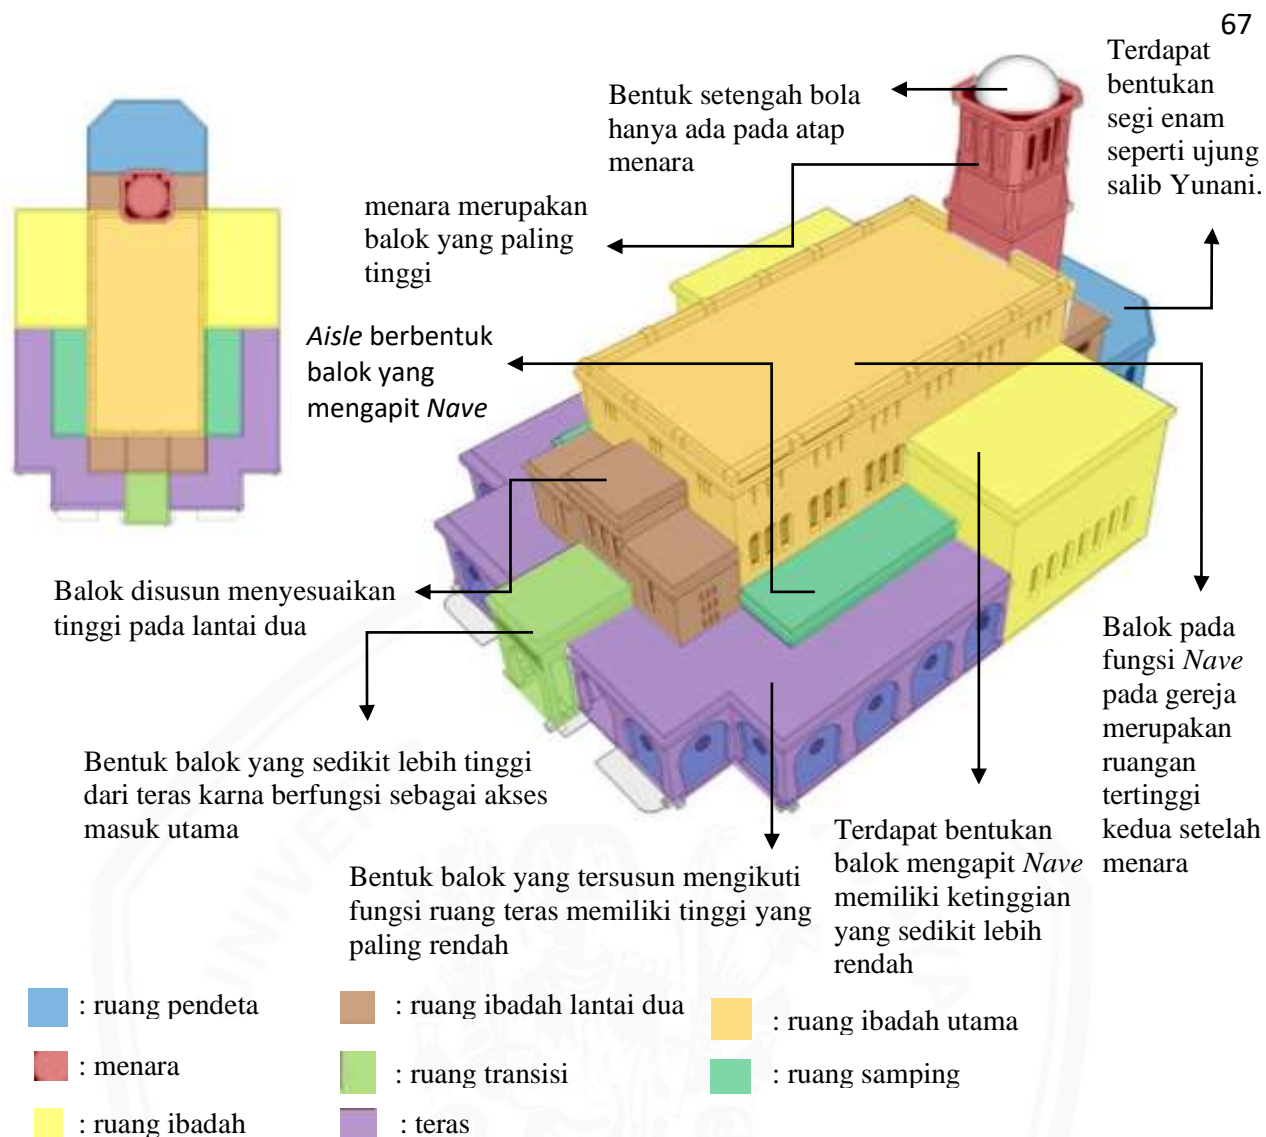 67
Terdapat
bentukan
segi enam
seperti ujung
salib Yunani.
Bentuk setengah bola
hanya ada pada atap
menara
menara merupakan
balok yang paling
tinggi
Aisle berbentuk
balok yang
mengapit Nave
Balok disusun menyesuaikan
tinggi pada lantai dua
Balok pada
fungsi Nave
pada gereja
merupakan
ruangan
tertinggi
kedua setelah
menara
Bentuk balok yang sedikit lebih tinggi
dari teras karna berfungsi sebagai akses
masuk utama
Terdapat bentukan
balok mengapit Nave
memiliki ketinggian
yang sedikit lebih
rendah
Bentuk balok yang tersusun mengikuti
fungsi ruang teras memiliki tinggi yang
paling rendah
: ruang pendeta
: ruang ibadah lantai dua
: ruang ibadah utama
: menara
: ruang transisi
: ruang samping
: ruang ibadah
: teras